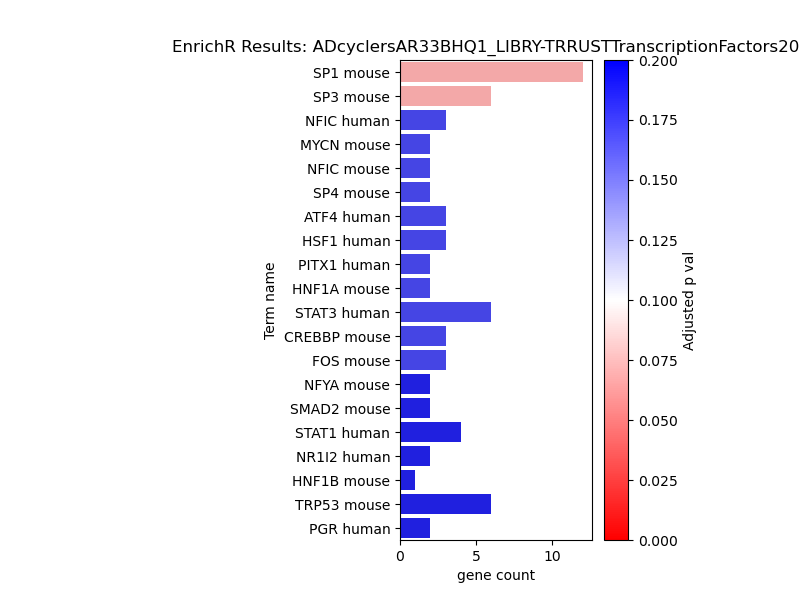 EnrichR Results: ADcyclersAR33BHQ1_LIBRY-TRRUSTTranscriptionFactors20
Term name
SP1 mouse
SP3 mouse
NFIC human
MYCN mouse
NFIC mouse
SP4 mouse
ATF4 human
HSF1 human
PITX1 human
HNF1A mouse
STAT3 human
CREBBP mouse
FOS mouse
NFYA mouse
SMAD2 mouse
STAT1 human
NR1I2 human
HNF1B mouse
TRP53 mouse
PGR human
0 5 10
gene count
0.200
0.175
0.150
0.125
0.100
0.075
0.050
0.025
0.000
Adjusted p val